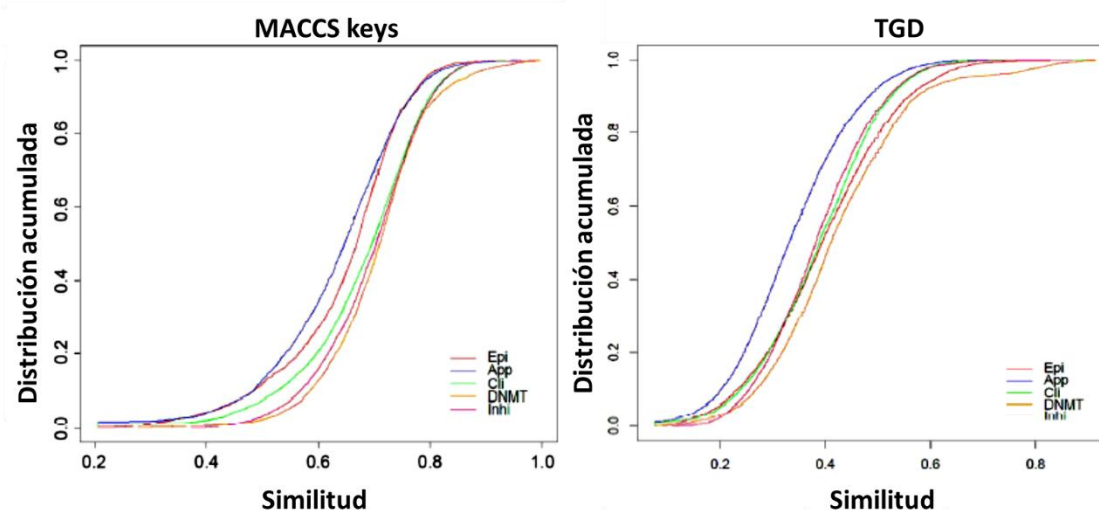 MACCS keys
Distribución acumulada
1.0
0.8
0.6
0.4
0.2
0.0
Epi
App
Cli
DNMT
Inhi
0.2 0.4 0.6 0.8 1.0
Similitud
TGD
Distribución acumulada
1.0
0.8
0.6
0.4
0.2
0.0
Epi
App
Cli
DNMT
Inhi
0.2 0.4 0.6 0.8
Similitud